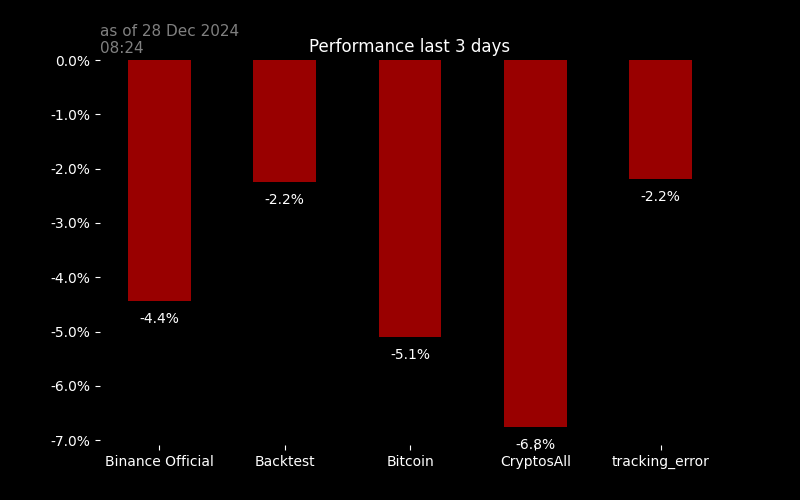 as of 28 Dec 2024
08:24
Performance last 3 days
0.0%
-1.0%
-2.0%
-3.0%
-4.0%
-5.0%
-6.0%
-7.0%
-4.4%
-2.2%
-5.1%
-6.8%
-2.2%
Binance Official
Backtest
Bitcoin
CryptosAll
tracking_error